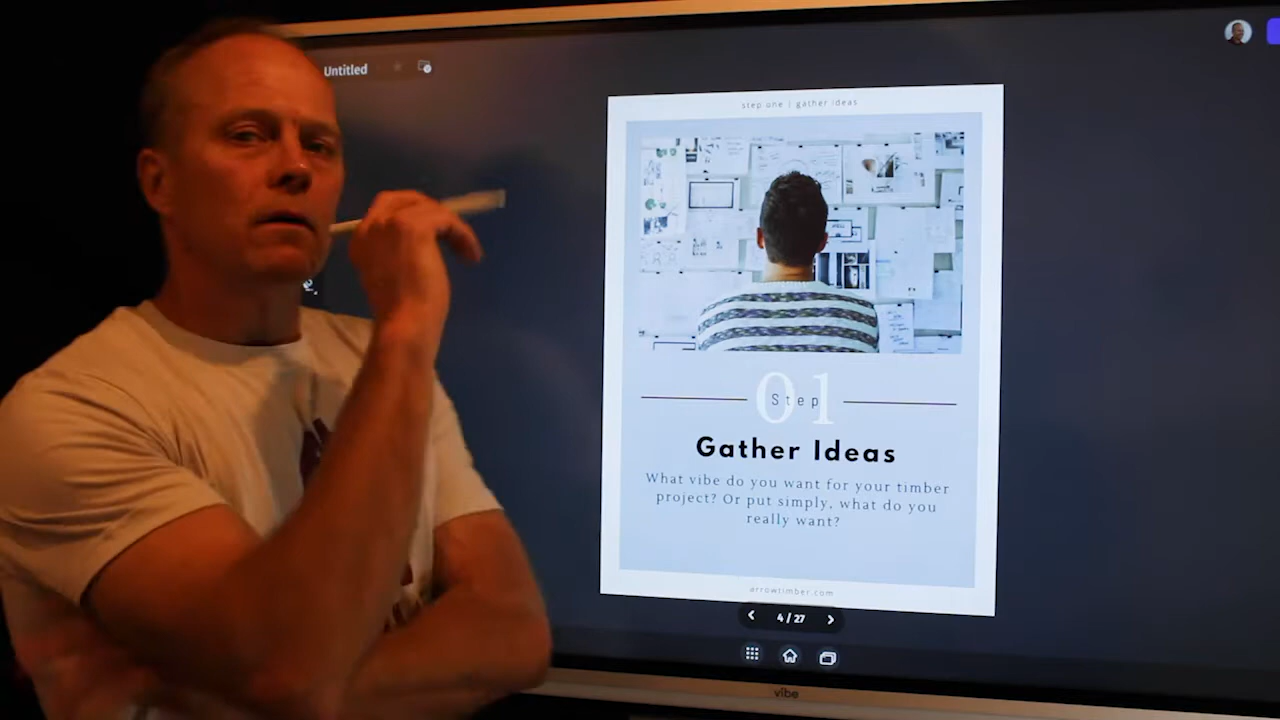 Untitled
step one | gather ideas
01
Step
Gather Ideas
What vibe do you want for your timber
project? Or put simply, what do you
really want?
arrowtimber.com
4 / 27
vibe